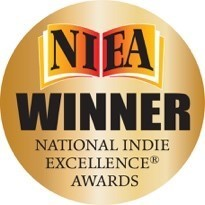 NIEA
WINNER
NATIONAL INDIE
EXCELLENCE®
AWARDS